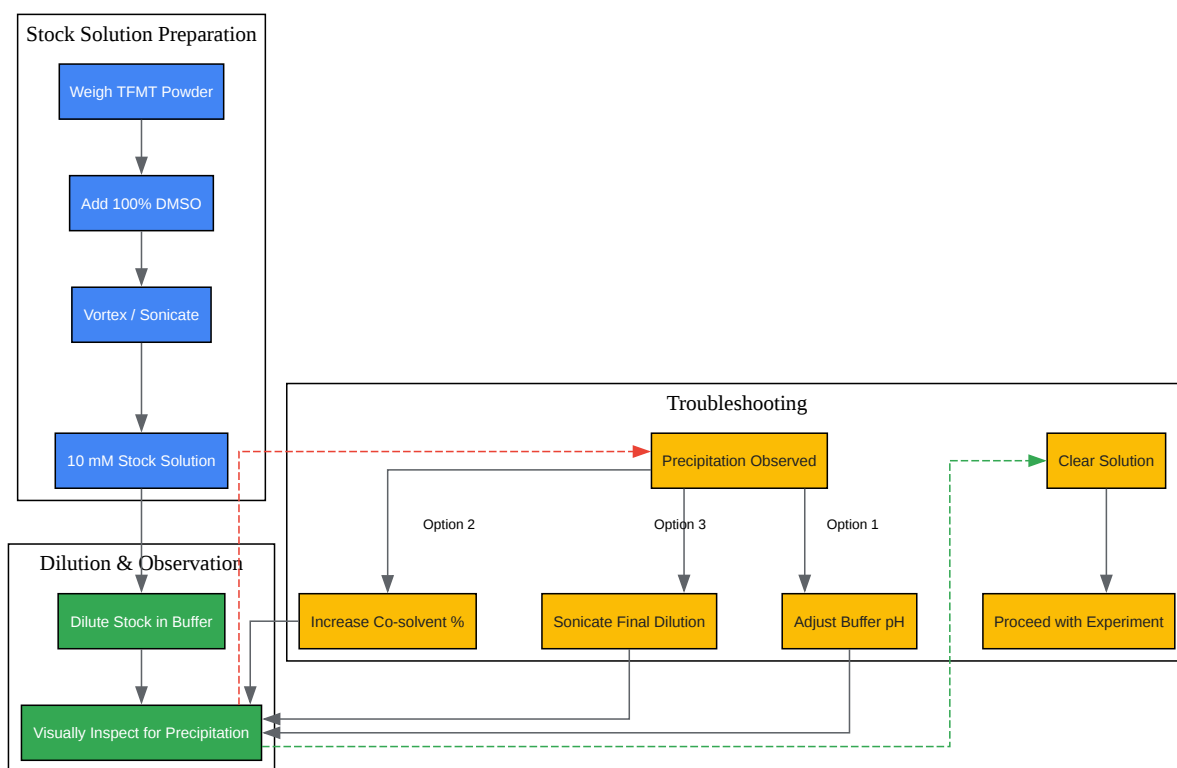 Stock Solution Preparation
Weigh TFMT Powder
Add 100% DMSO
Vortex / Sonicate
10 mM Stock Solution
Dilution & Observation
Dilute Stock in Buffer
Visually Inspect for Precipitation
Troubleshooting
Precipitation Observed
Clear Solution
Option 2
Option 3
Option 1
Increase Co-solvent %
Sonicate Final Dilution
Adjust Buffer pH
Proceed with Experiment